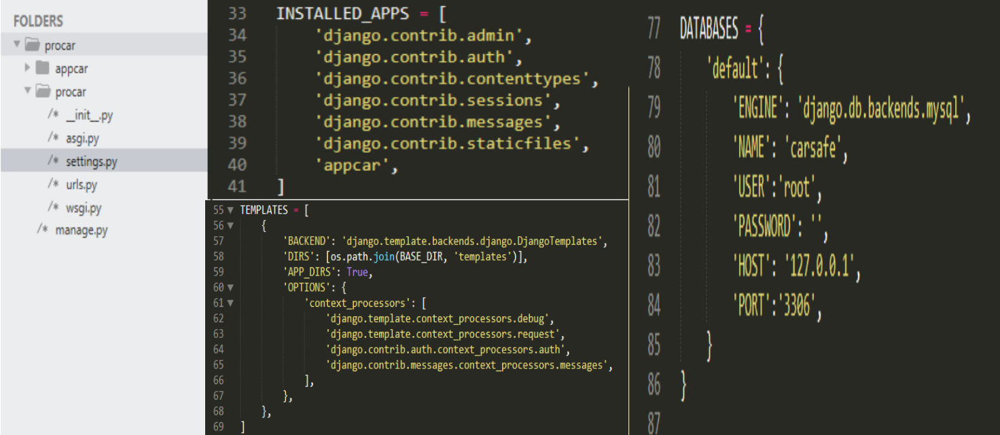 FOLDERS
procar
appcar
procar
/* __init__.py
/* asgi.py
/* settings.py
/* urls.py
/* wsgi.py
/* manage.py
33 INSTALLED_APPS = [
34 'django.contrib.admin',
35 'django.contrib.auth',
36 'django.contrib.contenttypes',
37 'django.contrib.sessions',
38 'django.contrib.messages',
39 'django.contrib.staticfiles',
40 'appcar',
41 ]
55 TEMPLATES = [
56 {
57 'BACKEND': 'django.template.backends.django.DjangoTemplates',
58 'DIRS': [os.path.join(BASE_DIR, 'templates')],
59 'APP_DIRS': True,
60 'OPTIONS': {
61 'context_processors': [
62 'django.template.context_processors.debug',
63 'django.template.context_processors.request',
64 'django.contrib.auth.context_processors.auth',
65 'django.contrib.messages.context_processors.messages',
66 ],
67 },
68 },
69 ]
77 DATABASES = {
78 'default': {
79 'ENGINE': 'django.db.backends.mysql',
80 'NAME': 'carsafe',
81 'USER':'root',
82 'PASSWORD': '',
83 'HOST': '127.0.0.1',
84 'PORT':'3306',
85 }
86 }
87